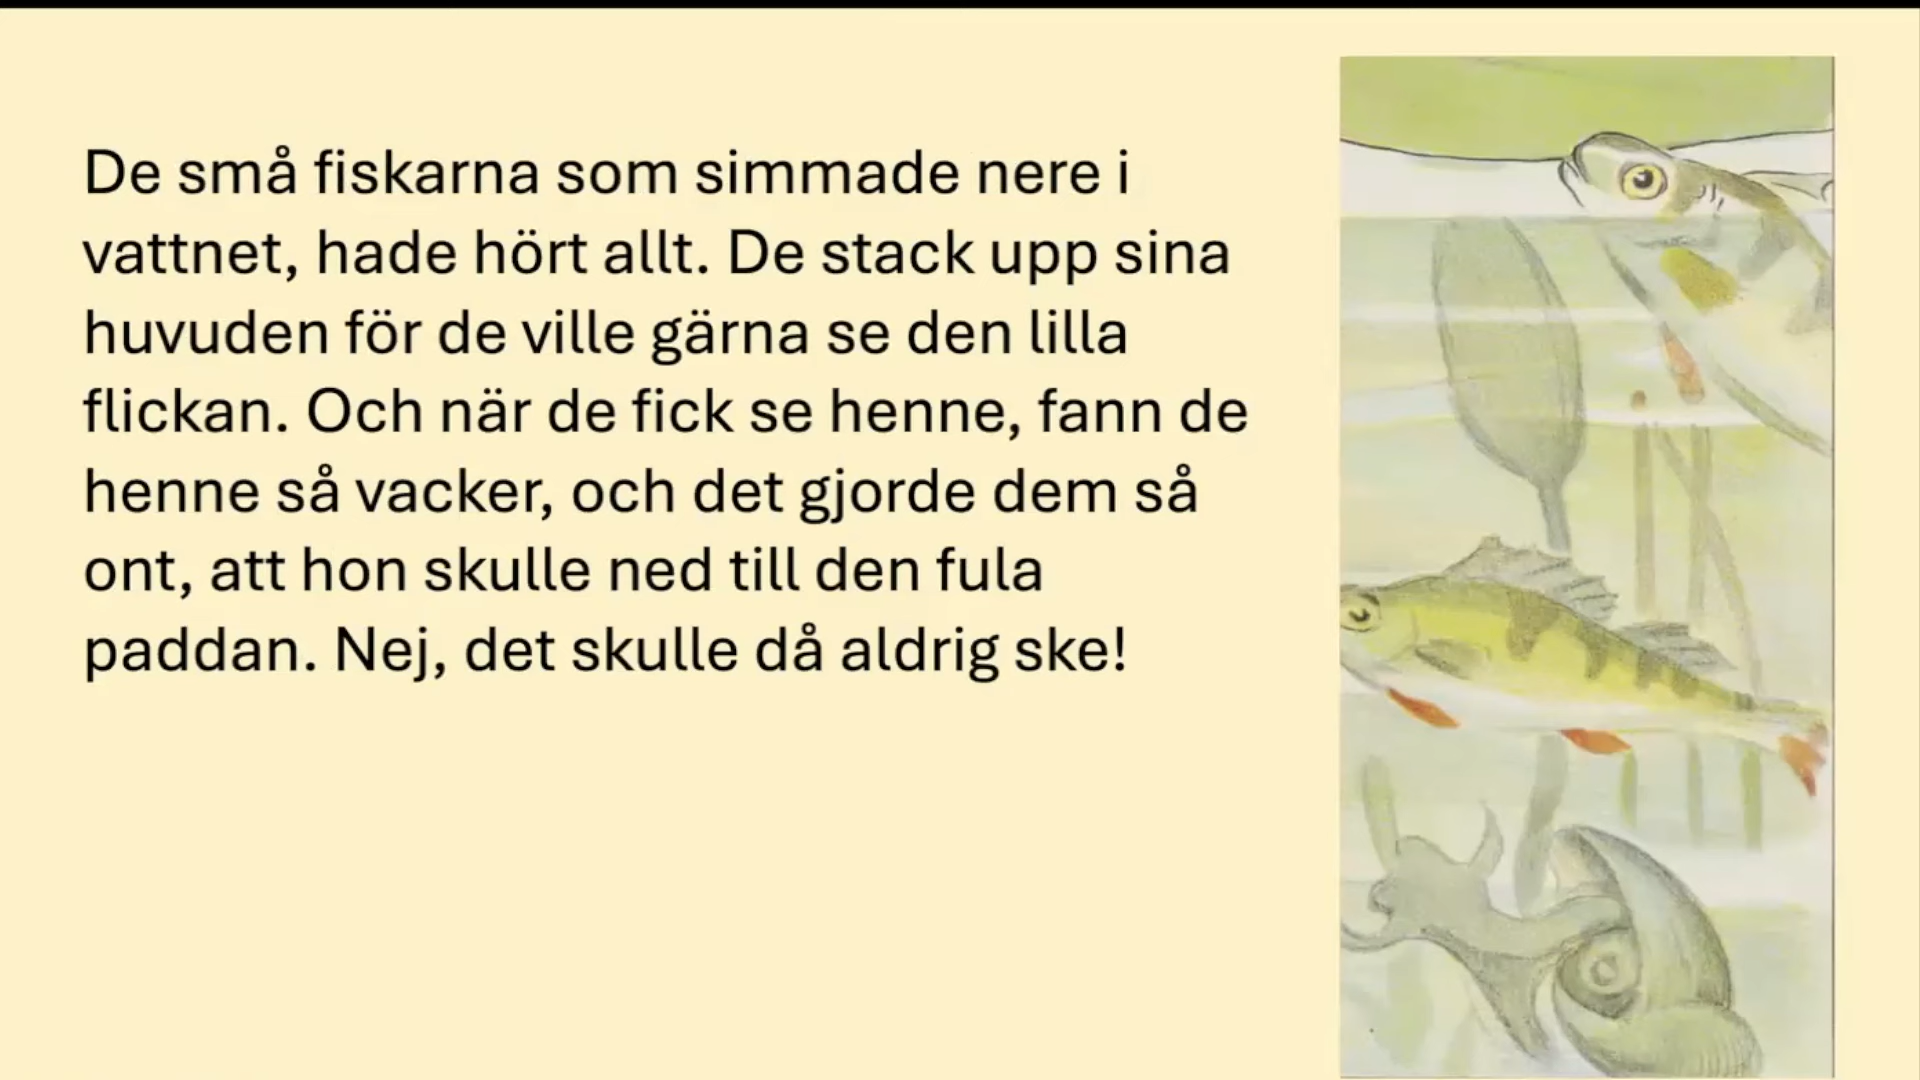 De små fiskarna som simmade nere i
vattnet, hade hört allt. De stack upp sina
huvuden för de ville gärna se den lilla
flickan. Och när de fick se henne, fann de
henne så vacker, och det gjorde dem så
ont, att hon skulle ned till den fula
paddan. Nej, det skulle då aldrig ske!